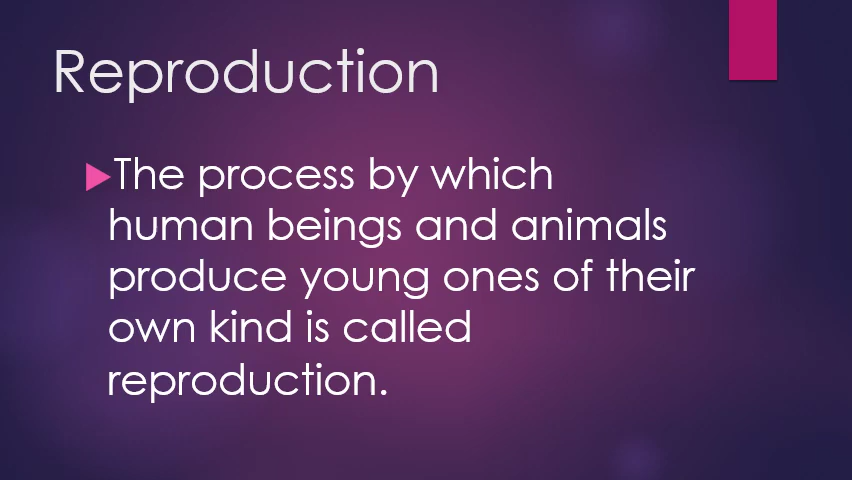 Reproduction
The process by which
human beings and animals
produce young ones of their
own kind is called
reproduction.